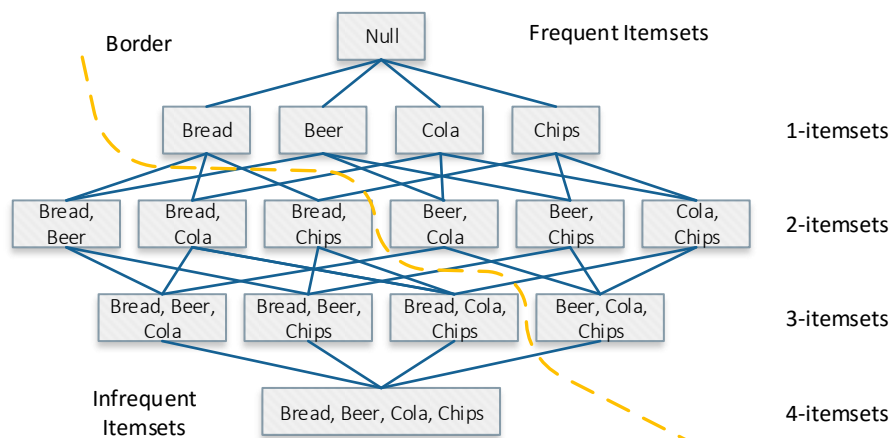 Border
Null
Frequent Itemsets
Bread
Beer
Cola
Chips
1-itemsets
Bread,
Beer
Bread,
Cola
Bread,
Chips
Beer,
Cola
Beer,
Chips
Cola,
Chips
2-itemsets
Bread, Beer,
Cola
Bread, Beer,
Chips
Bread, Cola,
Chips
Beer, Cola,
Chips
3-itemsets
Infrequent
Itemsets
Bread, Beer, Cola, Chips
4-itemsets